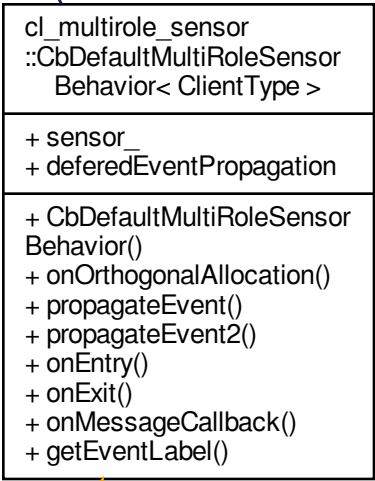 cl_multirole_sensor
::CbDefaultMultiRoleSensor
Behavior< ClientType >
+ sensor_
+ deferedEventPropagation
+ CbDefaultMultiRoleSensor
Behavior()
+ onOrthogonalAllocation()
+ propagateEvent()
+ propagateEvent2()
+ onEntry()
+ onExit()
+ onMessageCallback()
+ getEventLabel()